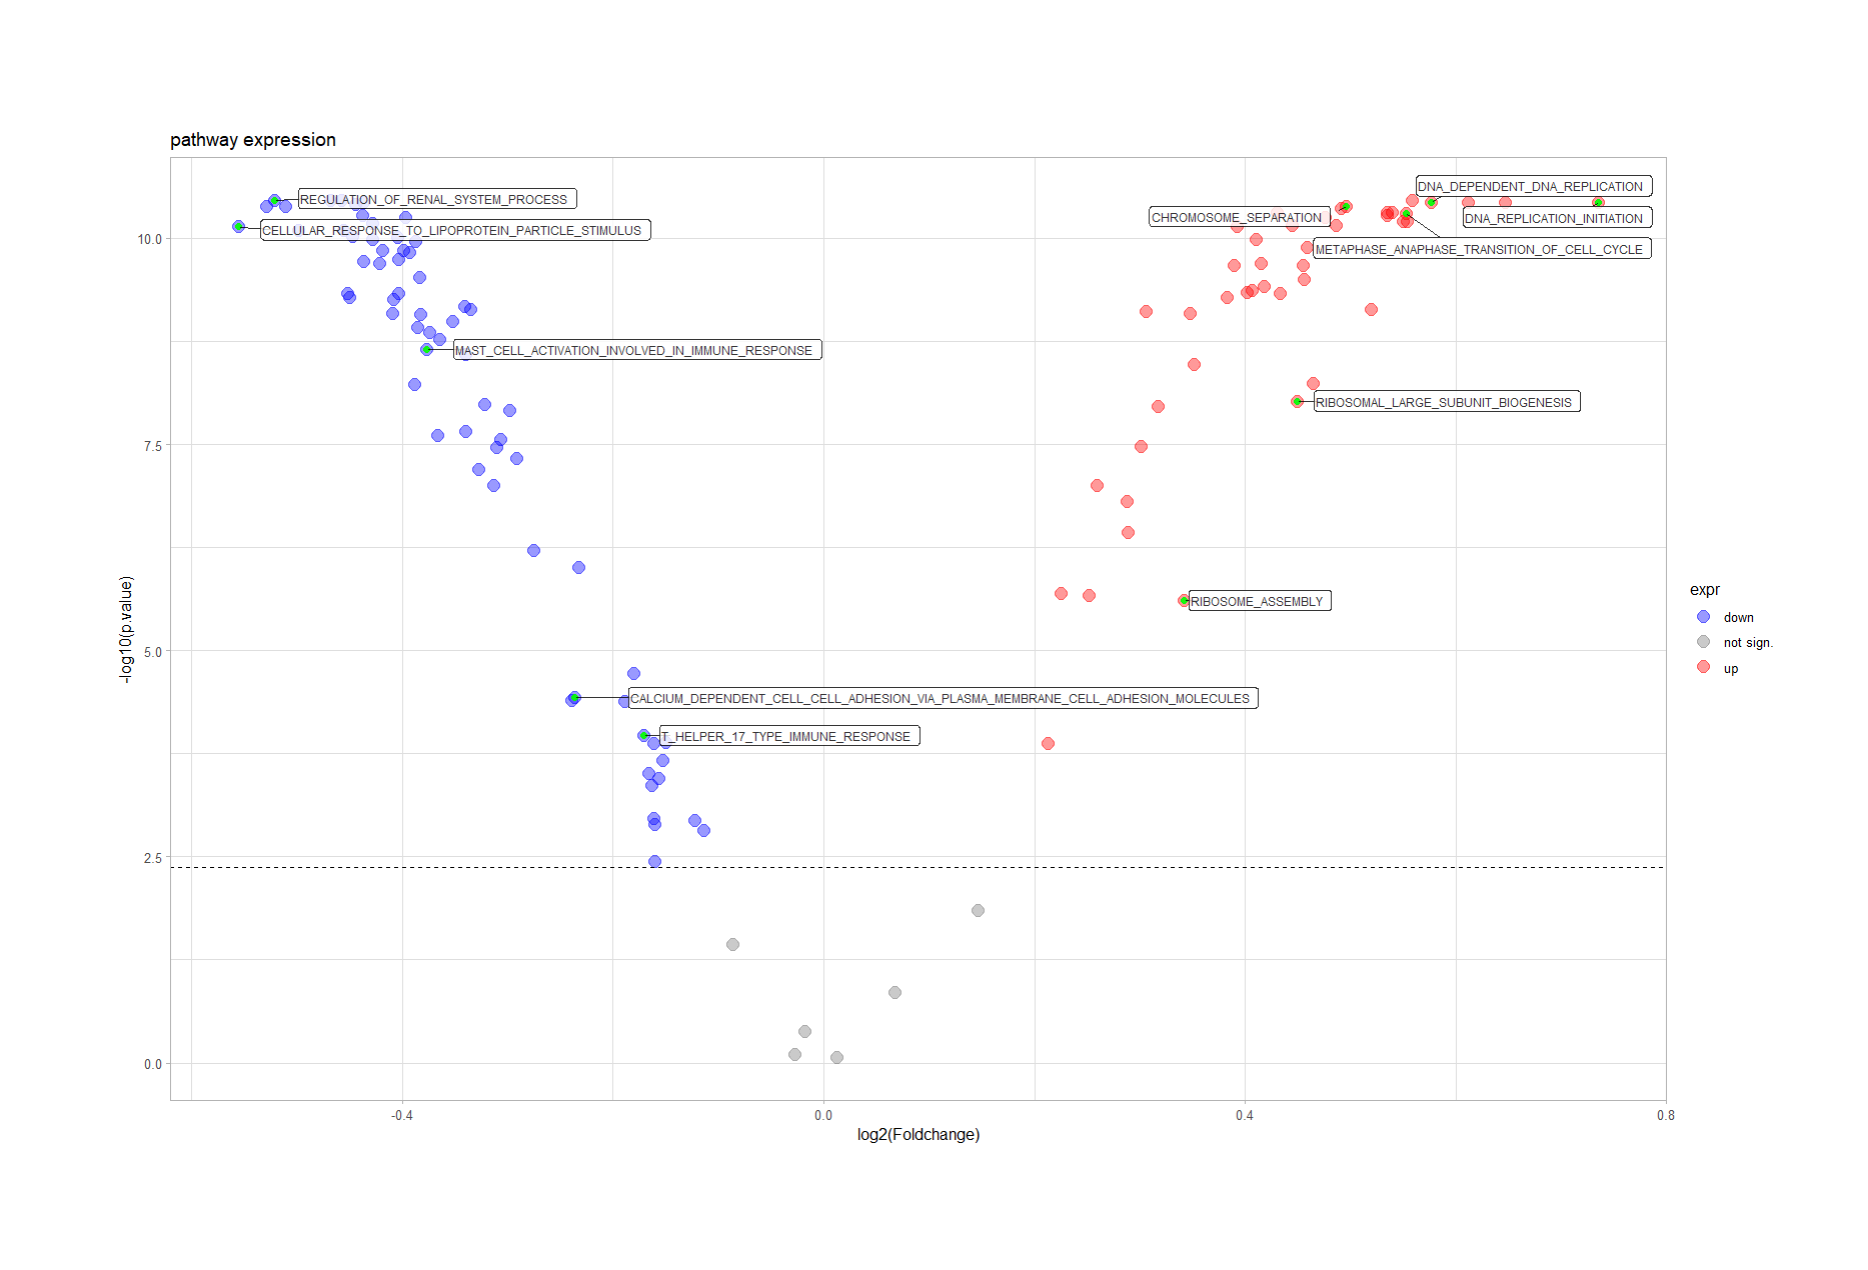 pathway expression
REGULATION_OF_RENAL_SYSTEM_PROCESS
DNA_DEPENDENT_DNA_REPLICATION
CHROMOSOME_SEPARATION
DNA_REPLICATION_INITIATION
CELLULAR_RESPONSE_TO_LIPOPROTEIN_PARTICLE_STIMULUS
METAPHASE_ANAPHASE_TRANSITION_OF_CELL_CYCLE
MAST_CELL_ACTIVATION_INVOLVED_IN_IMMUNE_RESPONSE
RIBOSOMAL_LARGE_SUBUNIT_BIOGENESIS
RIBOSOME_ASSEMBLY
CALCIUM_DEPENDENT_CELL_CELL_ADHESION_VIA_PLASMA_MEMBRANE_CELL_ADHESION_MOLECULES
T_HELPER_17_TYPE_IMMUNE_RESPONSE
10.0
7.5
5.0
2.5
0.0
-log10(p.value)
-0.4
0.0
0.4
0.8
log2(Foldchange)
expr
down
not sign.
up